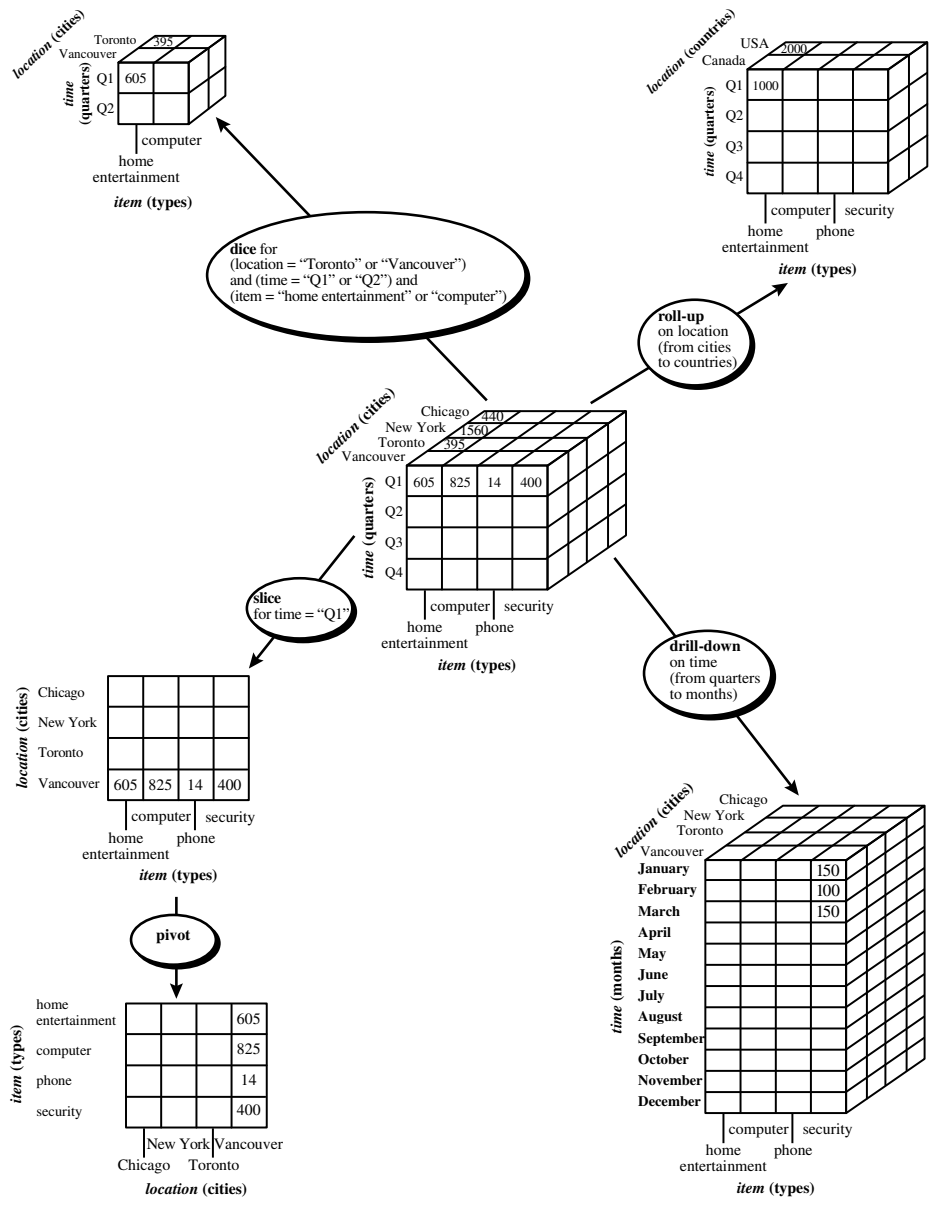 location (cities)
Toronto
Vancouver
395
time
(quarters)
Q1
605
Q2
computer
home
entertainment
item (types)
location (countries)
USA
Canada
2000
time (quarters)
Q1
1000
Q2
Q3
Q4
computer security
home phone
entertainment
item (types)
dice for
(location = “Toronto” or “Vancouver”)
and (time = “Q1” or “Q2”) and
(item = “home entertainment” or “computer”)
roll-up
on location
(from cities
to countries)
location (cities)
Chicago 440
New York 1560
Toronto 395
Vancouver
time (quarters)
Q1 605 825 14 400
Q2
Q3
Q4
computer security
home phone
entertainment
item (types)
slice
for time = “Q1”
drill-down
on time
(from quarters
to months)
location (cities)
Chicago
New York
Toronto
Vancouver 605 825 14 400
computer security
home phone
entertainment
item (types)
pivot
item (types)
home
entertainment 605
computer 825
phone 14
security 400
New York Vancouver
Chicago Toronto
location (cities)
location (cities)
Chicago
New York
Toronto
Vancouver
time (months)
January 150
February 100
March 150
April
May
June
July
August
September
October
November
December
computer security
home phone
entertainment
item (types)